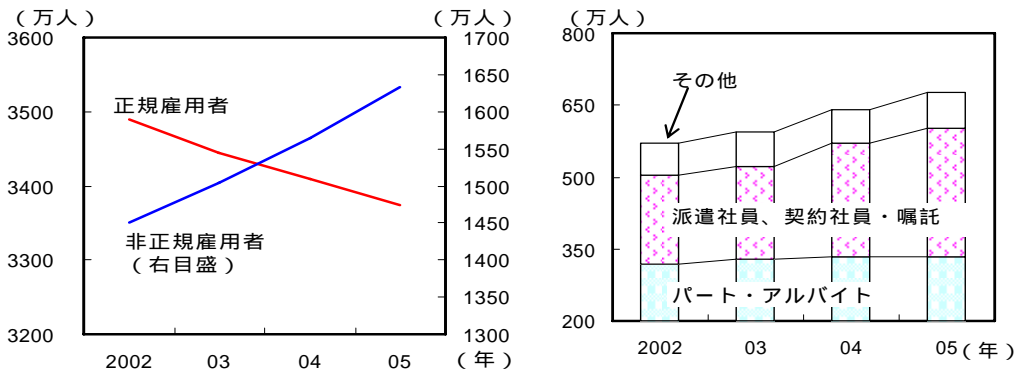 （万人）
（万人）
3600
3500
3400
3300
3200
1700
1650
1600
1550
1500
1450
1400
1350
1300
正規雇用者
非正規雇用者
（右目盛）
2002
03
04
05
（年）
（万人）
800
650
500
350
200
その他
派遣社員、契約社員・嘱託
パート・アルバイト
2002
03
04
05
（年）